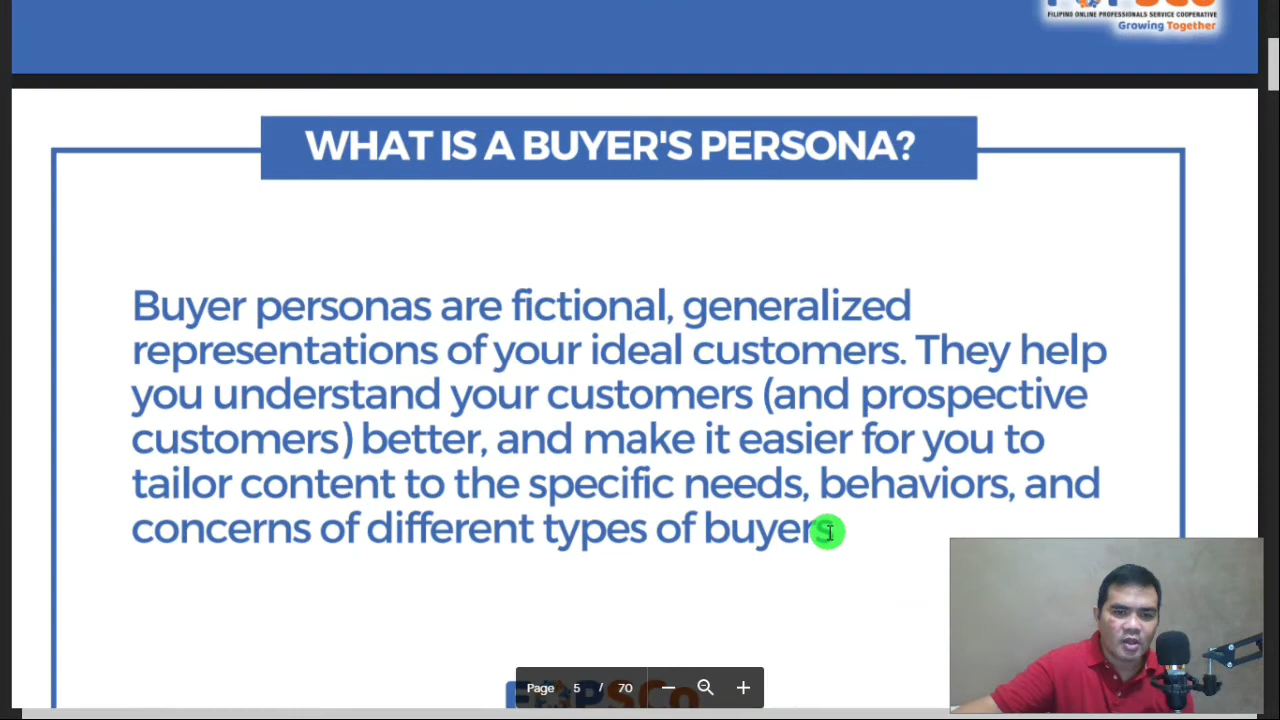 FILIPINO ONLINE PROFESSIONALS SERVICE COOPERATIVE
Growing Together
WHAT IS A BUYER'S PERSONA?
Buyer personas are fictional, generalized
representations of your ideal customers. They help
you understand your customers (and prospective
customers) better, and make it easier for you to
tailor content to the specific needs, behaviors, and
concerns of different types of buyers
Page 5 / 70